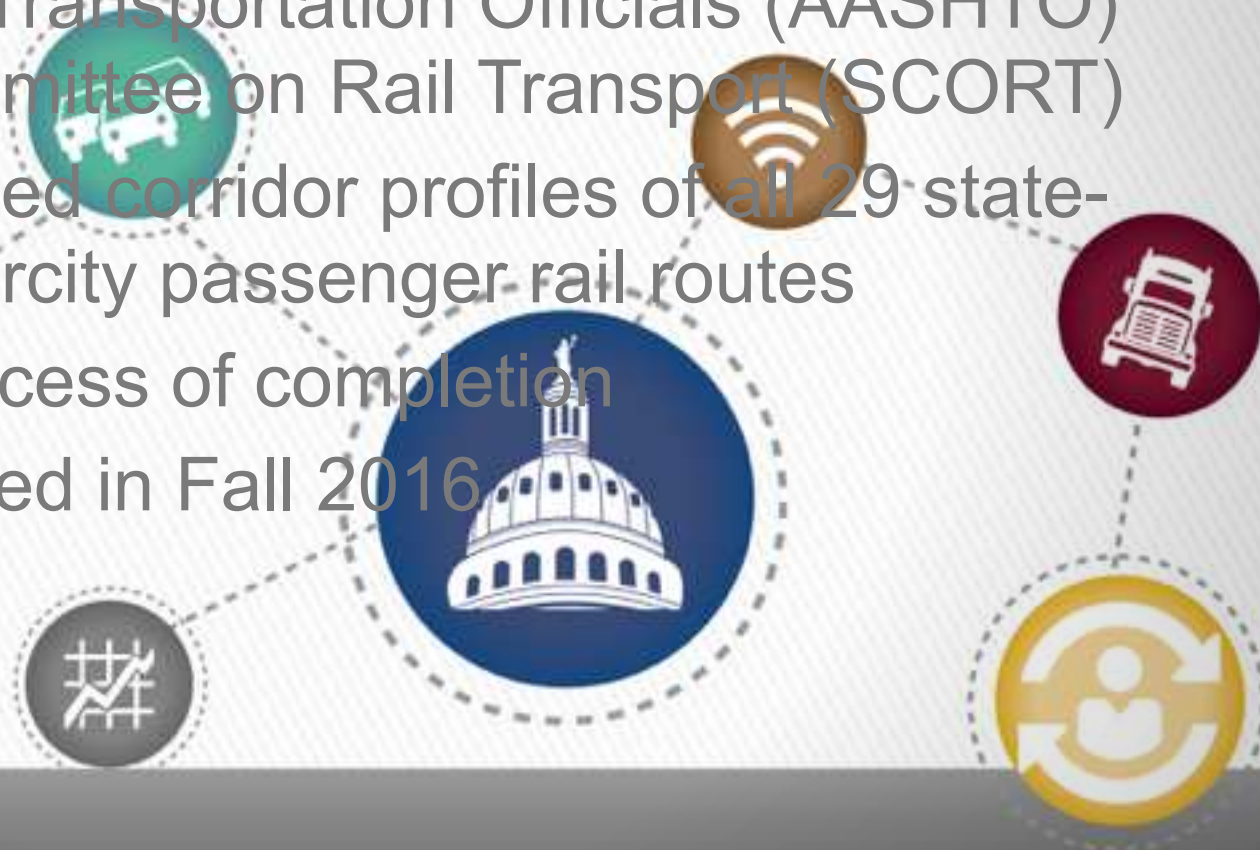 Transportation Officials (AASHTO)
mittee on Rail Transport (SCORT)
ed corridor profiles of all 29 state-
rcity passenger rail routes
cess of completion
ed in Fall 2016